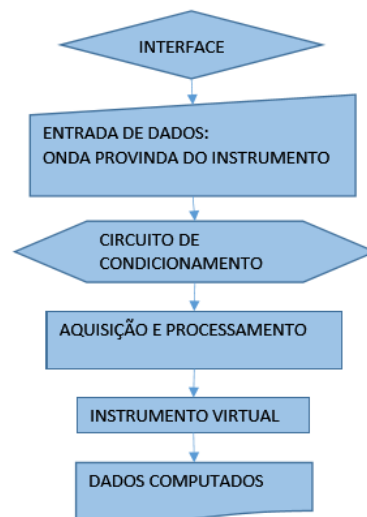 INTERFACE
ENTRADA DE DADOS:
ONDA PROVINDA DO INSTRUMENTO
CIRCUITO DE
CONDICIONAMENTO
AQUISIÇÃO E PROCESSAMENTO
INSTRUMENTO VIRTUAL
DADOS COMPUTADOS